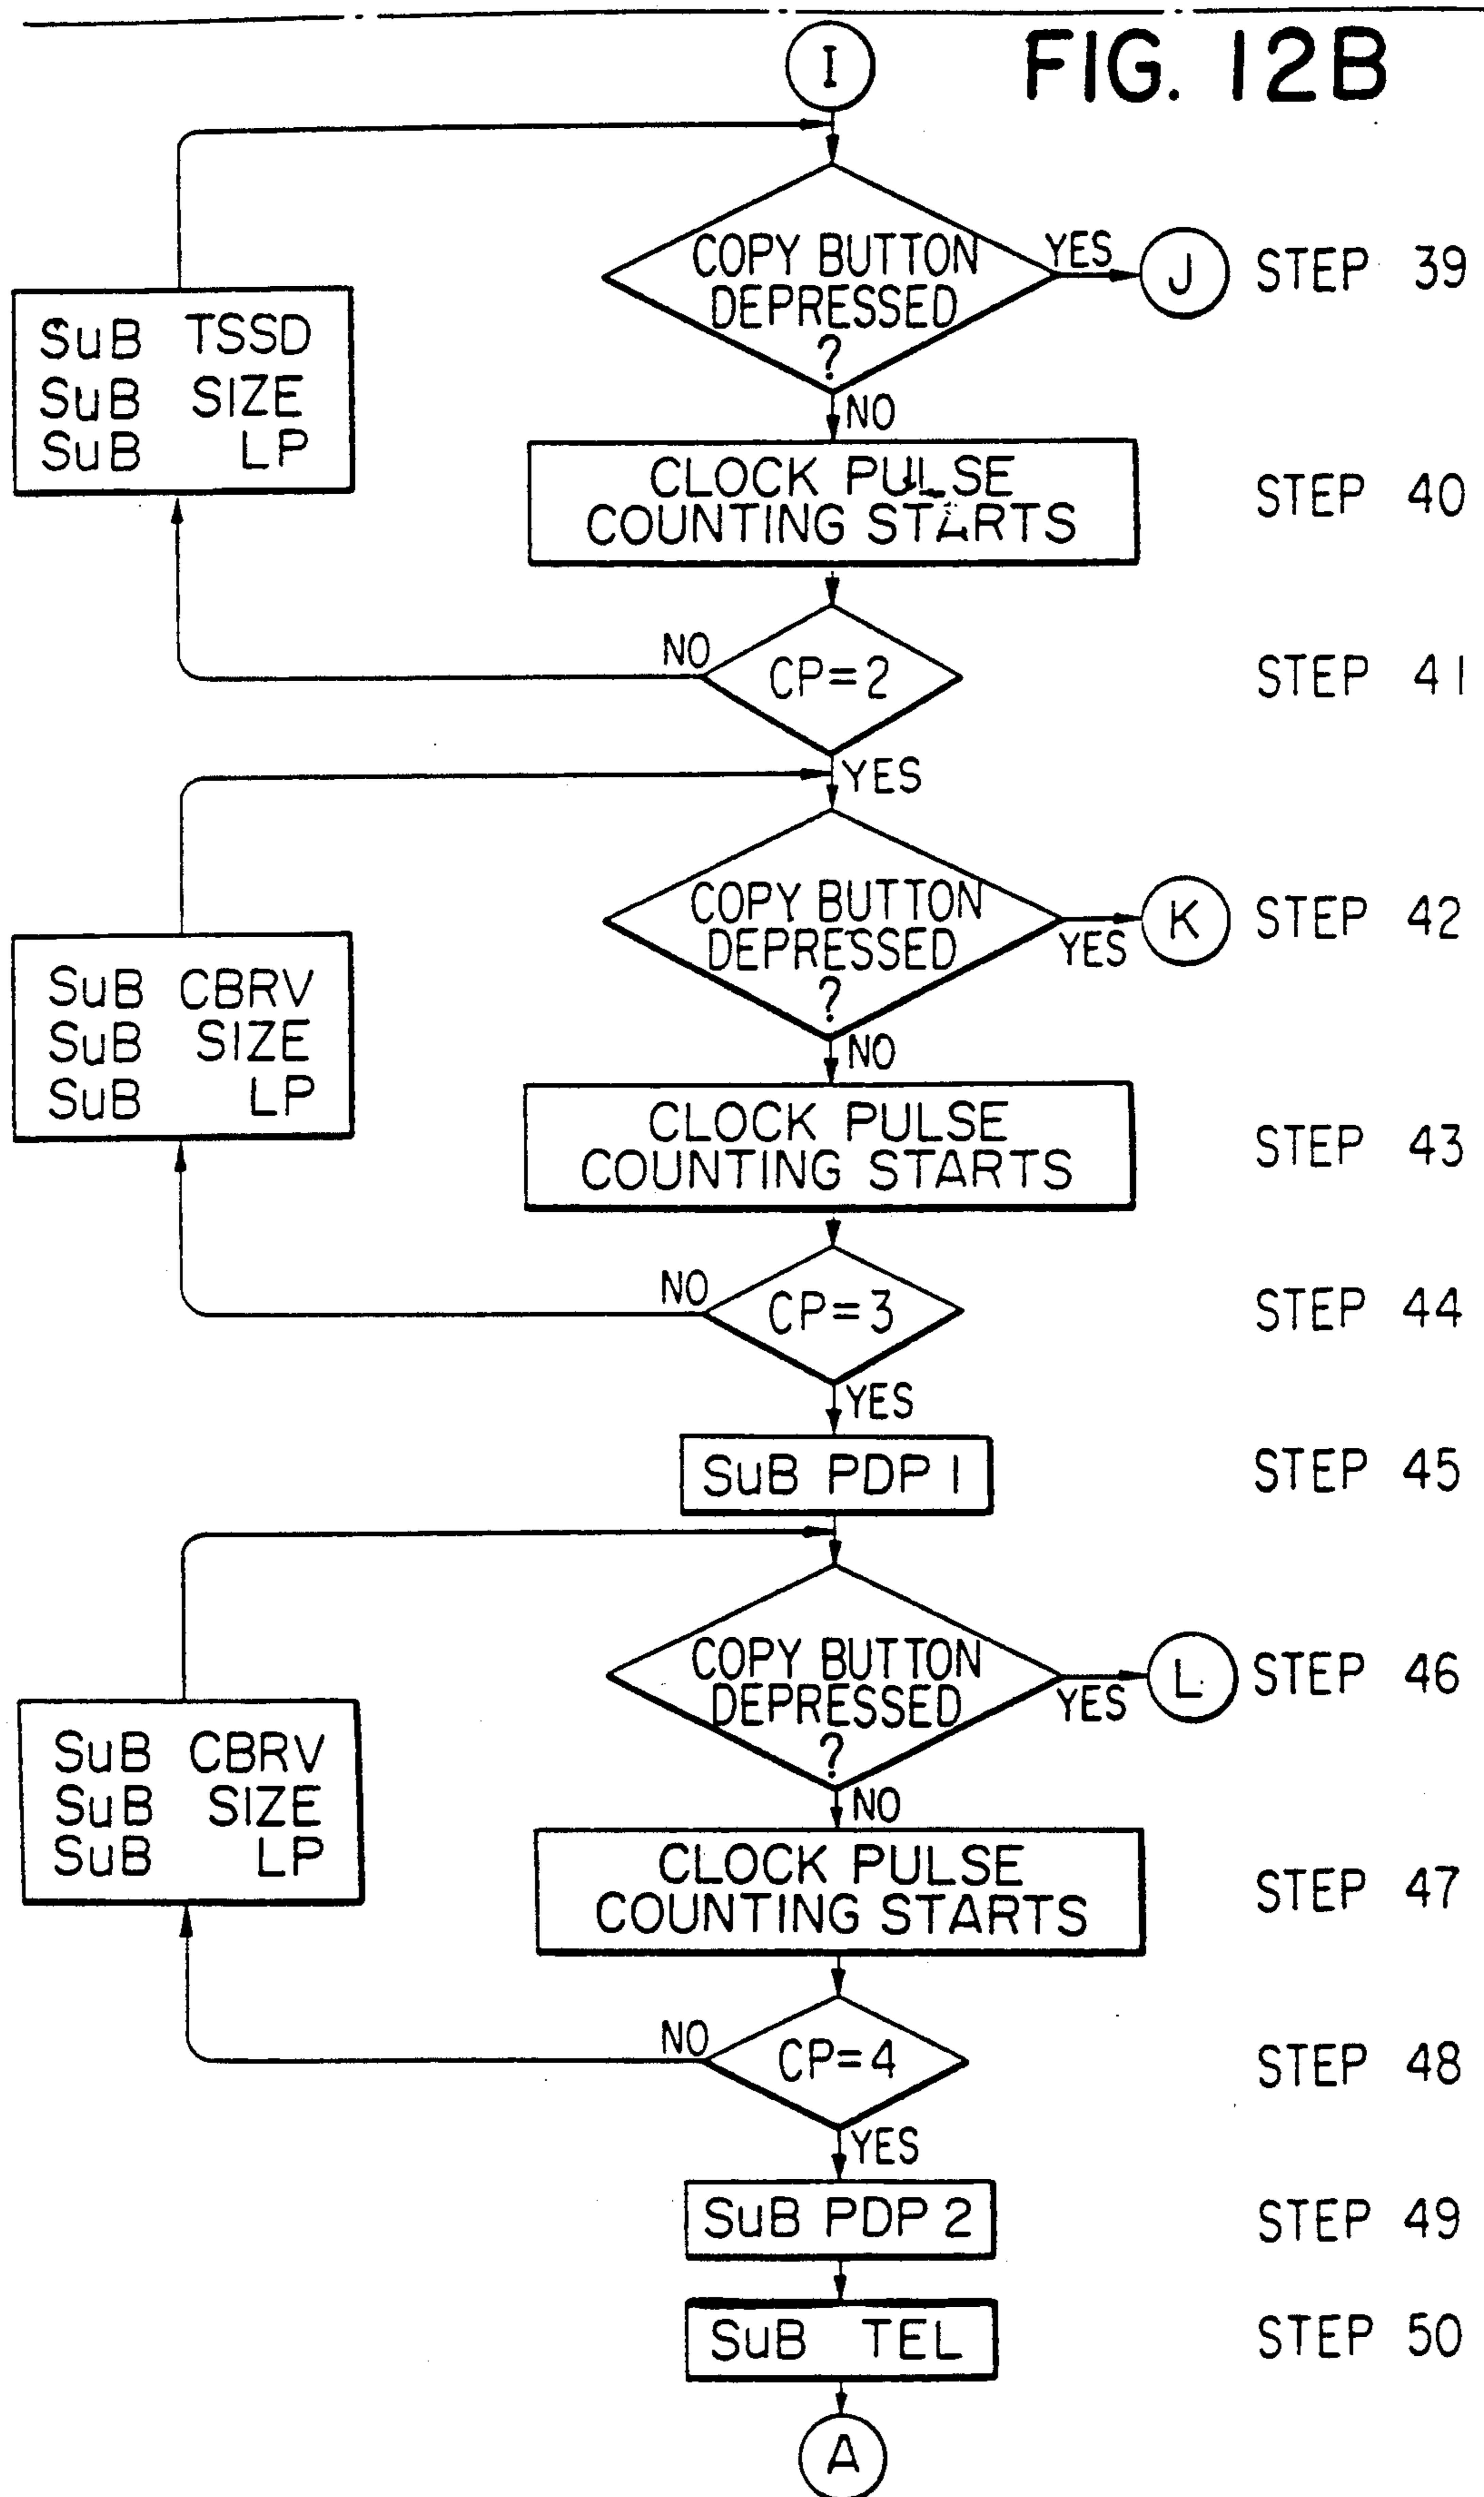 I
FIG. 12B
COPY BUTTON
DEPRESSED
?
YES
J
STEP 39
NO
SuB TSSD
SuB SIZE
SuB LP
CLOCK PULSE
COUNTING STARTS
STEP 40
NO
CP=2
STEP 41
YES
COPY BUTTON
DEPRESSED
?
YES
K
STEP 42
NO
SuB CBRV
SuB SIZE
SuB LP
CLOCK PULSE
COUNTING STARTS
STEP 43
NO
CP=3
STEP 44
YES
SuB PDP 1
STEP 45
COPY BUTTON
DEPRESSED
?
YES
L
STEP 46
NO
SuB CBRV
SuB SIZE
SuB LP
CLOCK PULSE
COUNTING STARTS
STEP 47
NO
CP=4
STEP 48
YES
SuB PDP 2
STEP 49
SuB TEL
STEP 50
A